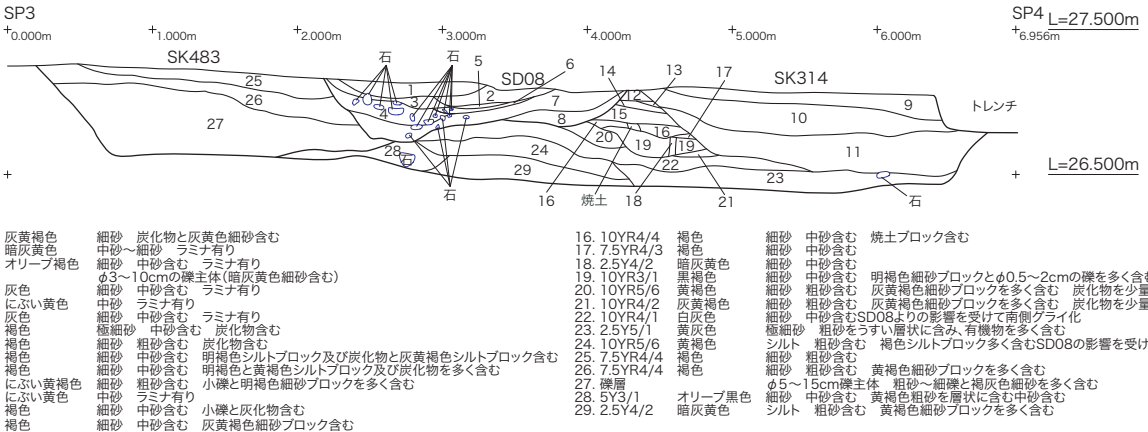 SP3
SP4 L=27.500m
0.000m 1.000m 2.000m 3.000m 4.000m 5.000m 6.000m 6.956m
石 石
SK483 5 SD08 6 14 13 17 SK314
25 1 2 7 12 9 トレンチ
26 3 4 8 15 10
27 20 19 16 19 11
28 石 24 22 L=26.500m
29 23
石 16 焼土 18 21 石
灰黄褐色 細砂 炭化物と灰黄色細砂含む
暗灰黄色 中砂～細砂 ラミナ有り
オリーブ褐色 細砂 中砂含む ラミナ有り
φ3～10cmの礫主体(暗灰黄色細砂含む)
灰色 細砂 中砂含む ラミナ有り
にぶい黄色 中砂 ラミナ有り
灰色 細砂 中砂含む ラミナ有り
褐色 極細砂 中砂含む 炭化物含む
褐色 細砂 粗砂含む 炭化物含む
褐色 細砂 中砂含む 明褐色シルトブロック及び炭化物と灰黄褐色シルトブロック含む
褐色 細砂 中砂含む 明褐色と黄褐色シルトブロック及び炭化物を多く含む
にぶい黄褐色 細砂 粗砂含む 小礫と明褐色細砂ブロックを多く含む
にぶい黄色 中砂 ラミナ有り
褐色 細砂 中砂含む 小礫と灰化物含む
褐色 細砂 中砂含む 灰黄褐色細砂ブロック含む
16. 10YR4/4 褐色 細砂 中砂含む 焼土ブロック含む
17. 7.5YR4/3 褐色 細砂 中砂含む
18. 2.5Y4/2 暗灰黄色 細砂 中砂含む
19. 10YR3/1 黒褐色 細砂 中砂含む 明褐色細砂ブロックとφ0.5～2cmの礫を多く含む
20. 10YR5/6 黄褐色 細砂 粗砂含む 灰黄褐色細砂ブロックを多く含む 炭化物を少量
21. 10YR4/2 灰黄褐色 細砂 粗砂含む 灰黄褐色細砂ブロックを多く含む 炭化物を少量
22. 10YR4/1 白灰色 細砂 中砂含むSD08よりの影響を受けて南側グライ化
23. 2.5Y5/1 黄灰色 極細砂 粗砂をうすい層状に含み、有機物を多く含む
24. 10YR5/6 黄褐色 シルト 粗砂含む 褐色シルトブロック多く含むSD08の影響を受け
25. 7.5YR4/4 褐色 細砂 粗砂含む
26. 7.5YR4/4 褐色 細砂 粗砂含む 黄褐色細砂ブロックを多く含む
27. 礫層 φ5～15cm礫主体 粗砂～細礫と褐灰色細砂を多く含む
28. 5Y3/1 オリーブ黒色 細砂 中砂含む 黄褐色粗砂を層状に含む中砂含む
29. 2.5Y4/2 暗灰黄色 シルト 粗砂含む 黄褐色細砂ブロックを多く含む